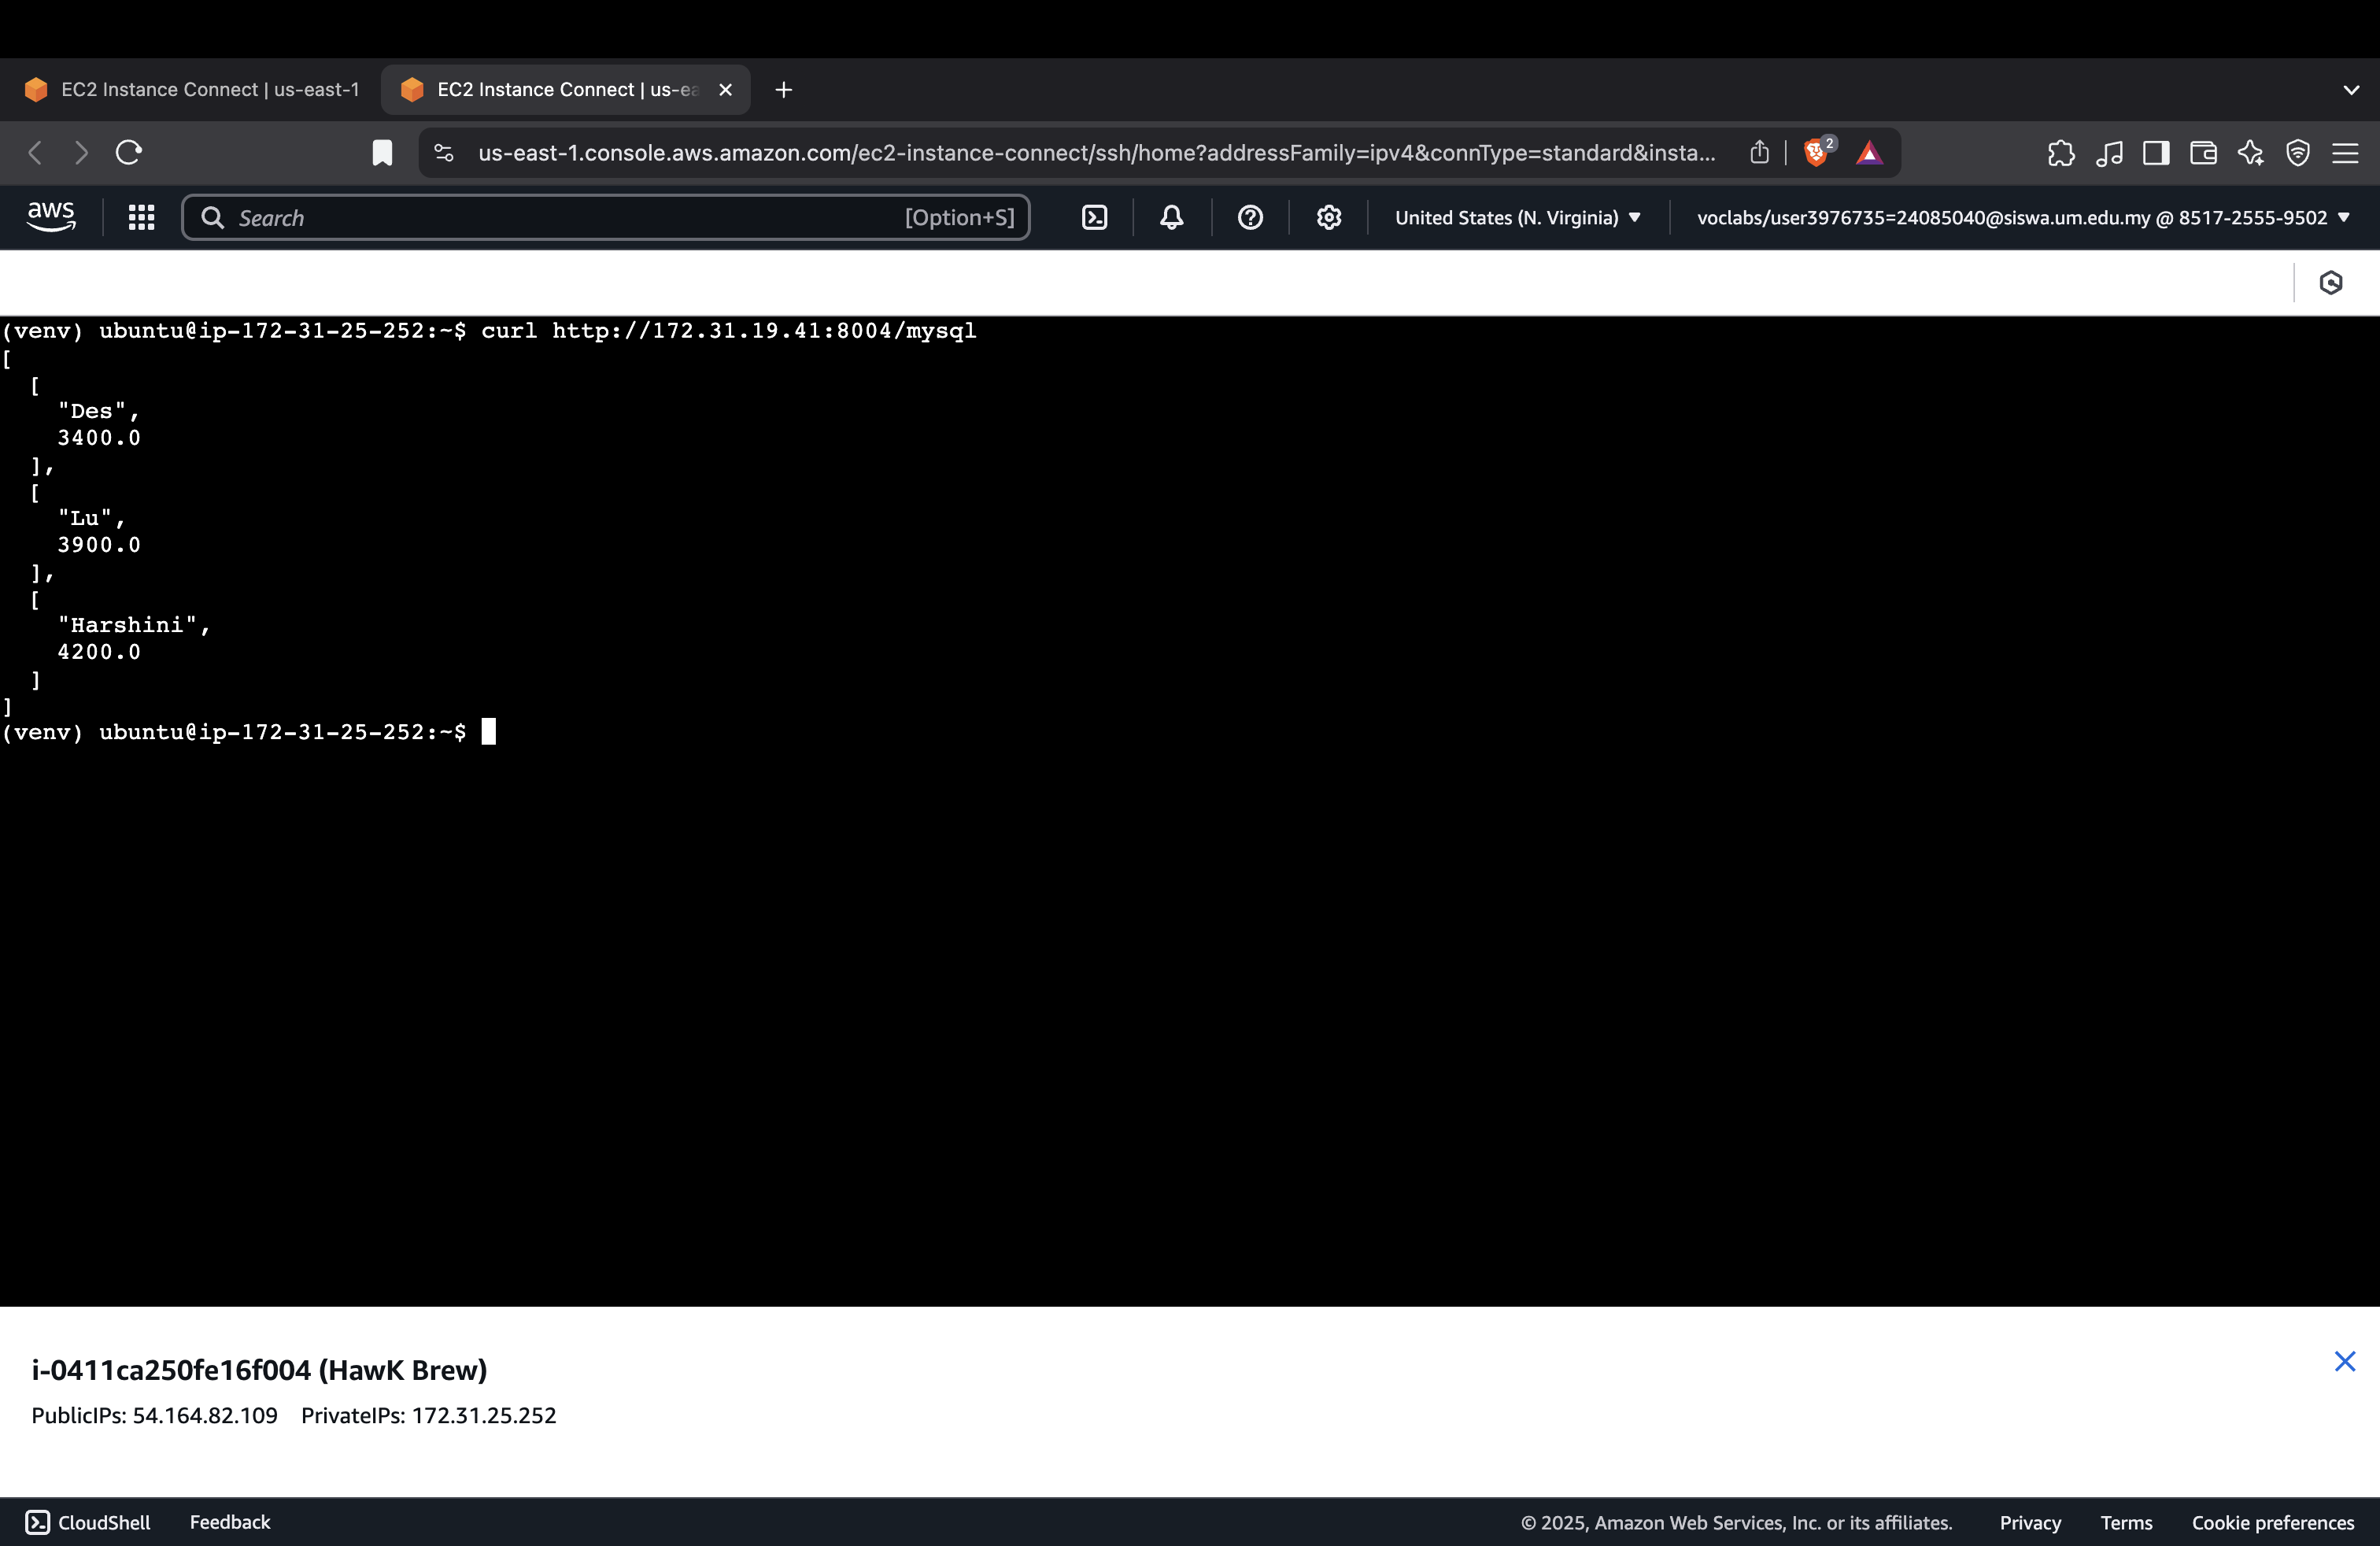 EC2 Instance Connect | us-east-1
EC2 Instance Connect | us-ea
us-east-1.console.aws.amazon.com/ec2-instance-connect/ssh/home?addressFamily=ipv4&connType=standard&insta...
2
aws
Search
[Option+S]
United States (N. Virginia)
voclabs/user3976735=24085040@siswa.um.edu.my @ 8517-2555-9502
(venv) ubuntu@ip-172-31-25-252:~$ curl http://172.31.19.41:8004/mysql
[
  [
    "Des",
    3400.0
  ],
  [
    "Lu",
    3900.0
  ],
  [
    "Harshini",
    4200.0
  ]
]
(venv) ubuntu@ip-172-31-25-252:~$
i-0411ca250fe16f004 (HawK Brew)
PublicIPs: 54.164.82.109 PrivateIPs: 172.31.25.252
CloudShell Feedback © 2025, Amazon Web Services, Inc. or its affiliates. Privacy Terms Cookie preferences